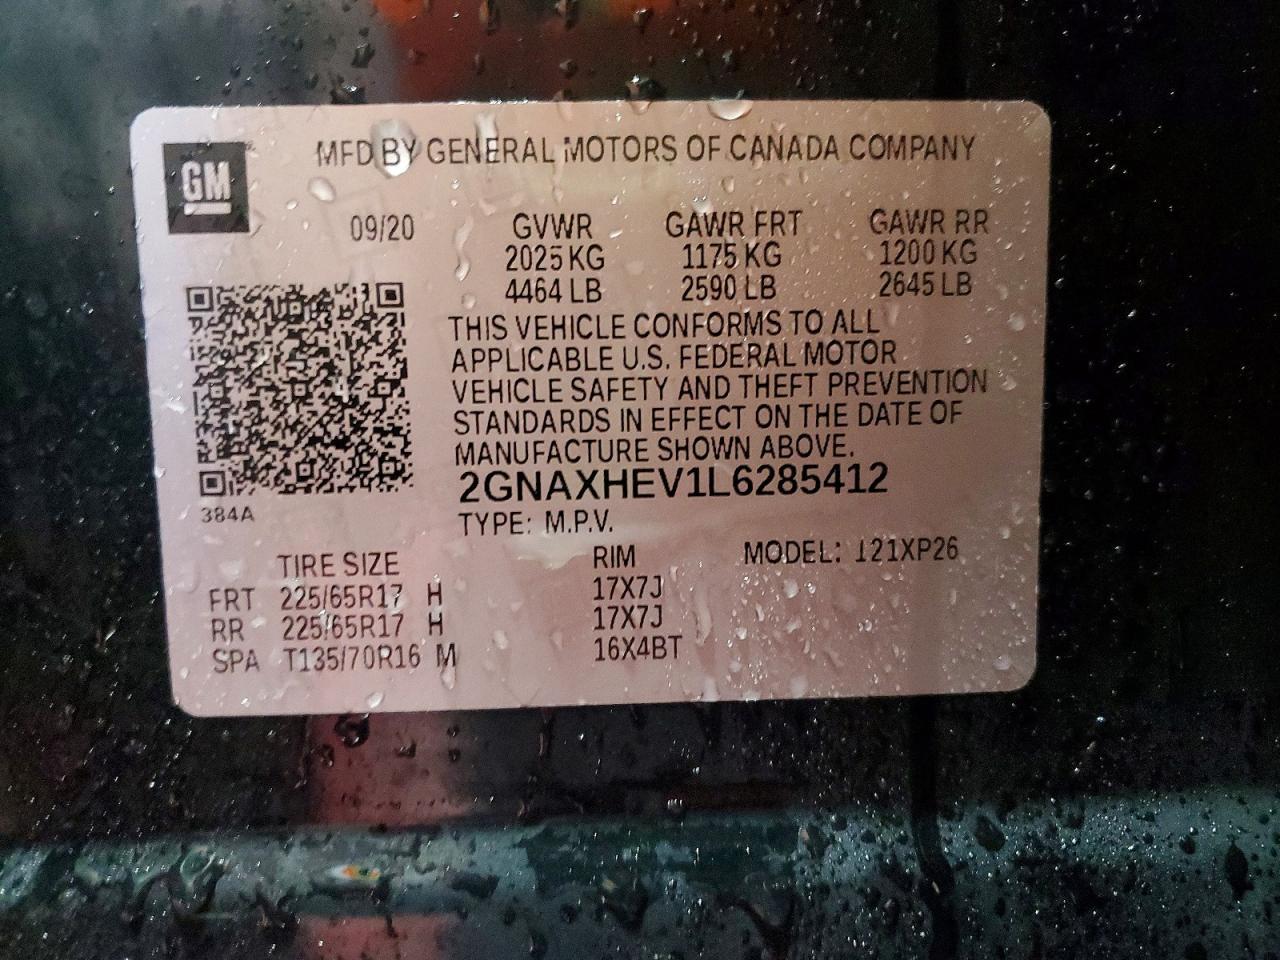 GM
MFD BY GENERAL MOTORS OF CANADA COMPANY
09/20 GVWR GAWR FRT GAWR RR
2025 KG 1175 KG 1200 KG
4464 LB 2590 LB 2645 LB
THIS VEHICLE CONFORMS TO ALL
APPLICABLE U.S. FEDERAL MOTOR
VEHICLE SAFETY AND THEFT PREVENTION
STANDARDS IN EFFECT ON THE DATE OF
MANUFACTURE SHOWN ABOVE.
2GNAXHEV1L6285412
384A
TYPE: M.P.V.
TIRE SIZE RIM MODEL: 121XP26
FRT 225/65R17 H 17X7J
RR 225/65R17 H 17X7J
SPA T135/70R16 M 16X4BT